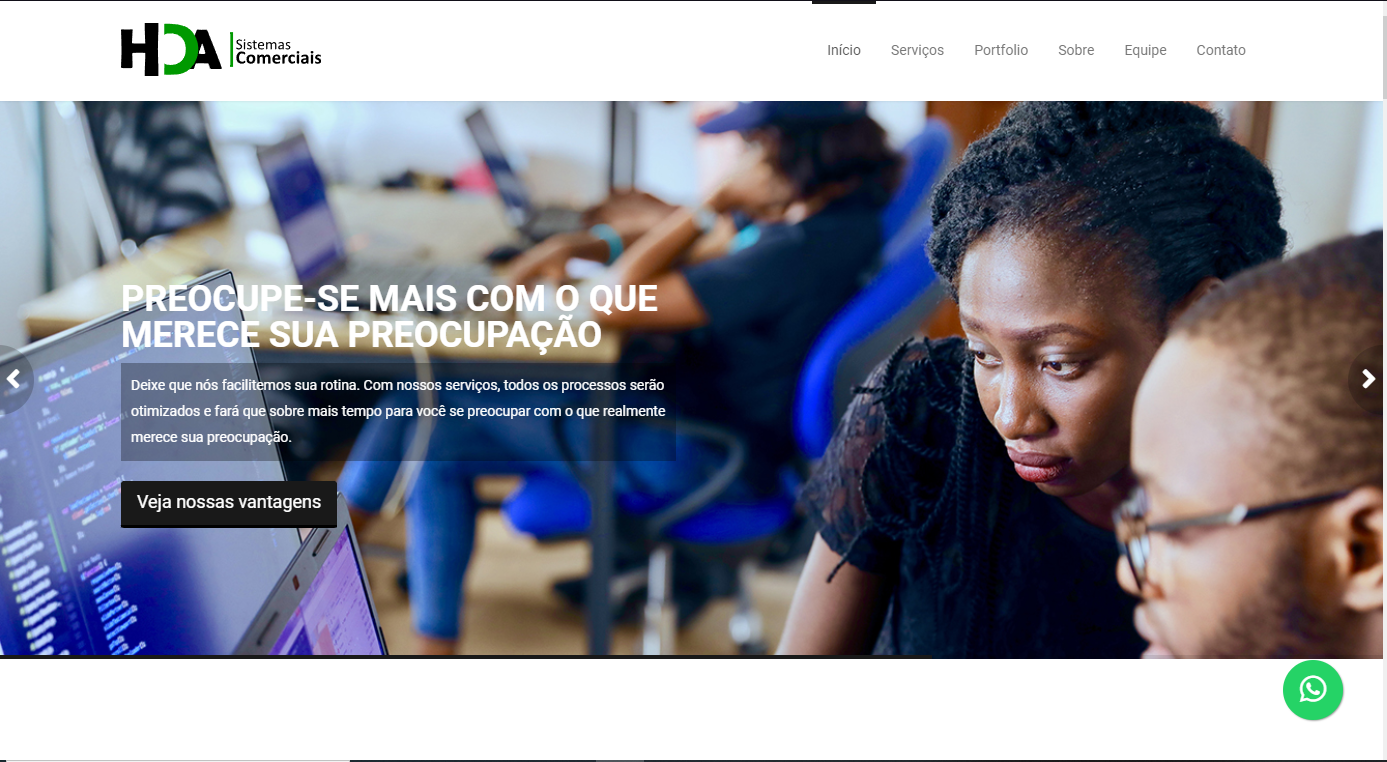 HDA Sistemas
Comerciais
Início Serviços Portfolio Sobre Equipe Contato
PREOCUPE-SE MAIS COM O QUE
MERECE SUA PREOCUPAÇÃO
Deixe que nós facilitemos sua rotina. Com nossos serviços, todos os processos serão
otimizados e fará que sobre mais tempo para você se preocupar com o que realmente
merece sua preocupação.
Veja nossas vantagens